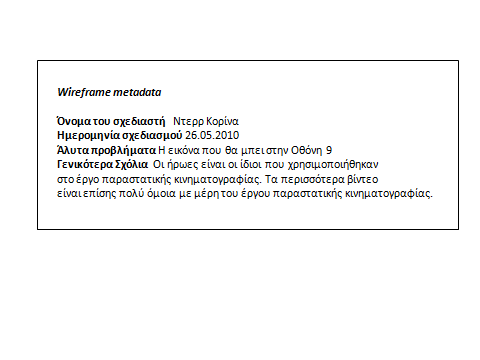 Wireframe metadata
Όνομα του σχεδιαστή Ντερρ Κορίνα
Ημερομηνία σχεδιασμού 26.05.2010
Άλυτα προβλήματα Η εικόνα που θα μπει στην Οθόνη 9
Γενικότερα Σχόλια Οι ήρωες είναι οι ίδιοι που χρησιμοποιήθηκαν
στο έργο παραστατικής κινηματογραφίας. Τα περισσότερα βίντεο
είναι επίσης πολύ όμοια με μέρη του έργου παραστατικής κινηματογραφίας.